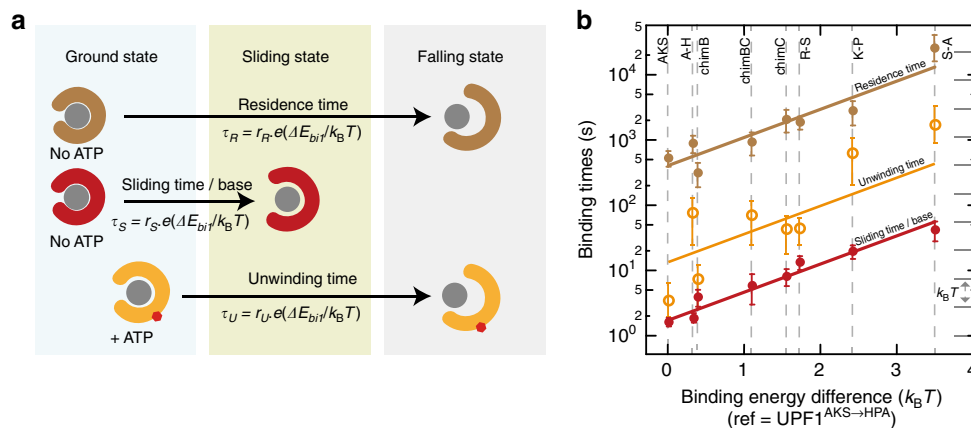 a
Ground state
Sliding state
Falling state
Residence time
τR = rR.e(ΔEbi1/kBT)
No ATP
Sliding time / base
τS = rS.e(ΔEbi1/kBT)
No ATP
Unwinding time
τU = rU.e(ΔEbi1/kBT)
+ ATP
b
Binding times (s)
5
2
10^4
5
2
10^3
5
2
10^2
5
2
10^1
5
2
10^0
AKS
A-H
chimB
chimBC
chimC
R-S
K-P
S-A
Residence time
Unwinding time
Sliding time / base
kBT
0
1
2
3
4
Binding energy difference (kBT)
(ref = UPF1^AKS→HPA)